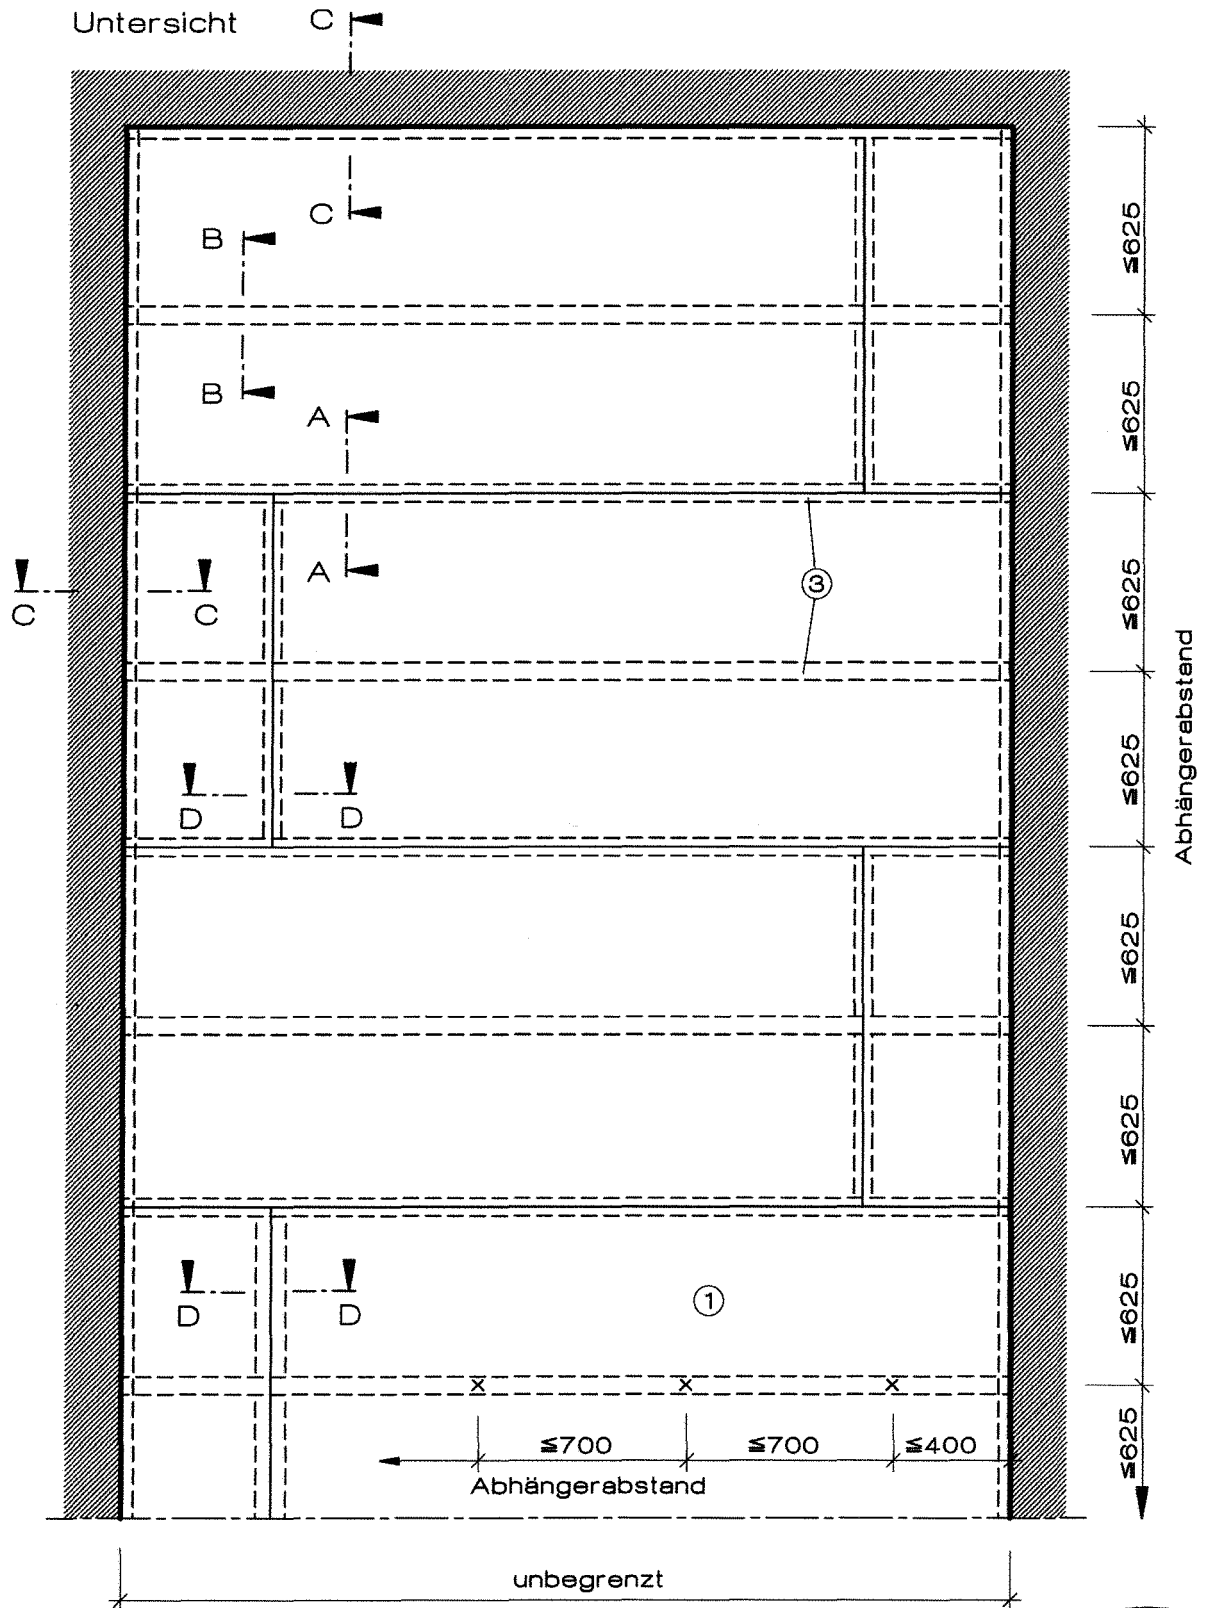 Untersicht
C
C
B
B
A
A
③
C
C
D
D
D
D
①
≦700
≦700
≦400
Abhängerabstand
unbegrenzt
≦625
≦625
≦625
≦625
≦625
≦625
≦625
≦625
Abhängerabstand